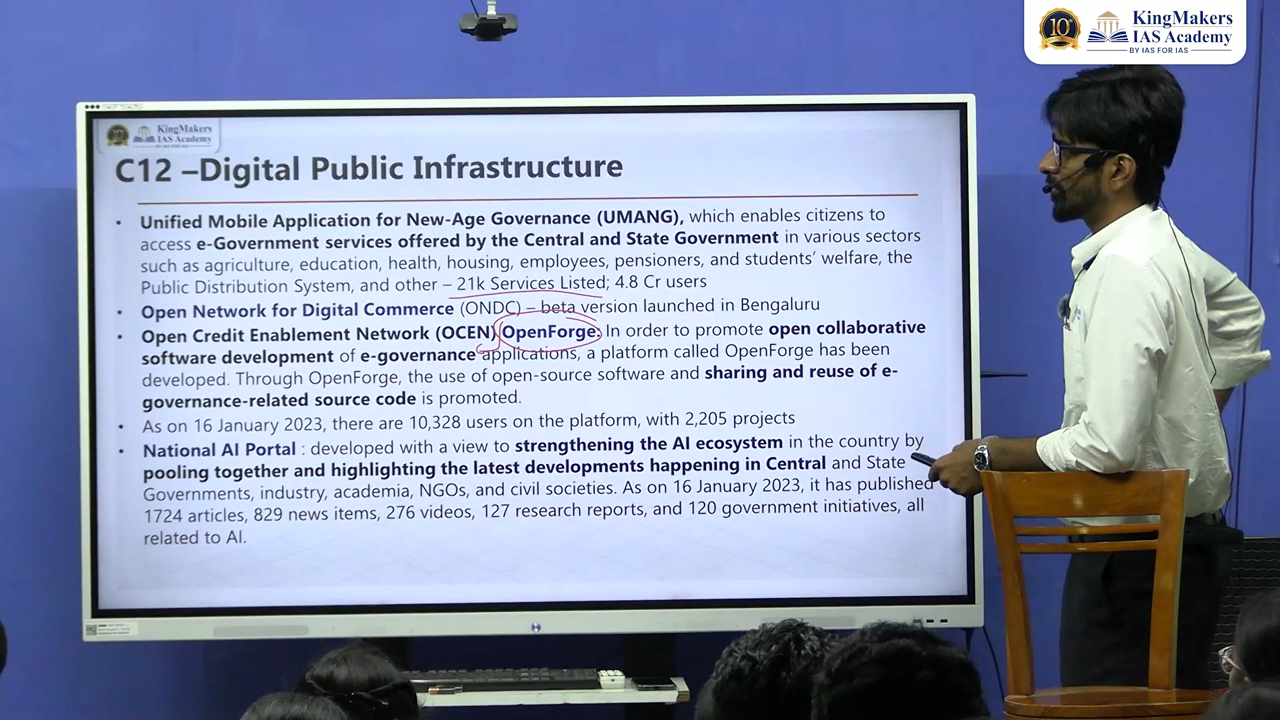 10
KingMakers
IAS Academy
BY IAS FOR IAS
KingMakers
IAS Academy
C12 –Digital Public Infrastructure
• Unified Mobile Application for New-Age Governance (UMANG), which enables citizens to
access e-Government services offered by the Central and State Government in various sectors
such as agriculture, education, health, housing, employees, pensioners, and students' welfare, the
Public Distribution System, and other – 21k Services Listed; 4.8 Cr users
• Open Network for Digital Commerce (ONDC) – beta version launched in Bengaluru
• Open Credit Enablement Network (OCEN) OpenForge: In order to promote open collaborative
software development of e-governance applications, a platform called OpenForge has been
developed. Through OpenForge, the use of open-source software and sharing and reuse of e-
governance-related source code is promoted.
• As on 16 January 2023, there are 10,328 users on the platform, with 2,205 projects
• National AI Portal : developed with a view to strengthening the AI ecosystem in the country by
pooling together and highlighting the latest developments happening in Central and State
Governments, industry, academia, NGOs, and civil societies. As on 16 January 2023, it has published
1724 articles, 829 news items, 276 videos, 127 research reports, and 120 government initiatives, all
related to AI.